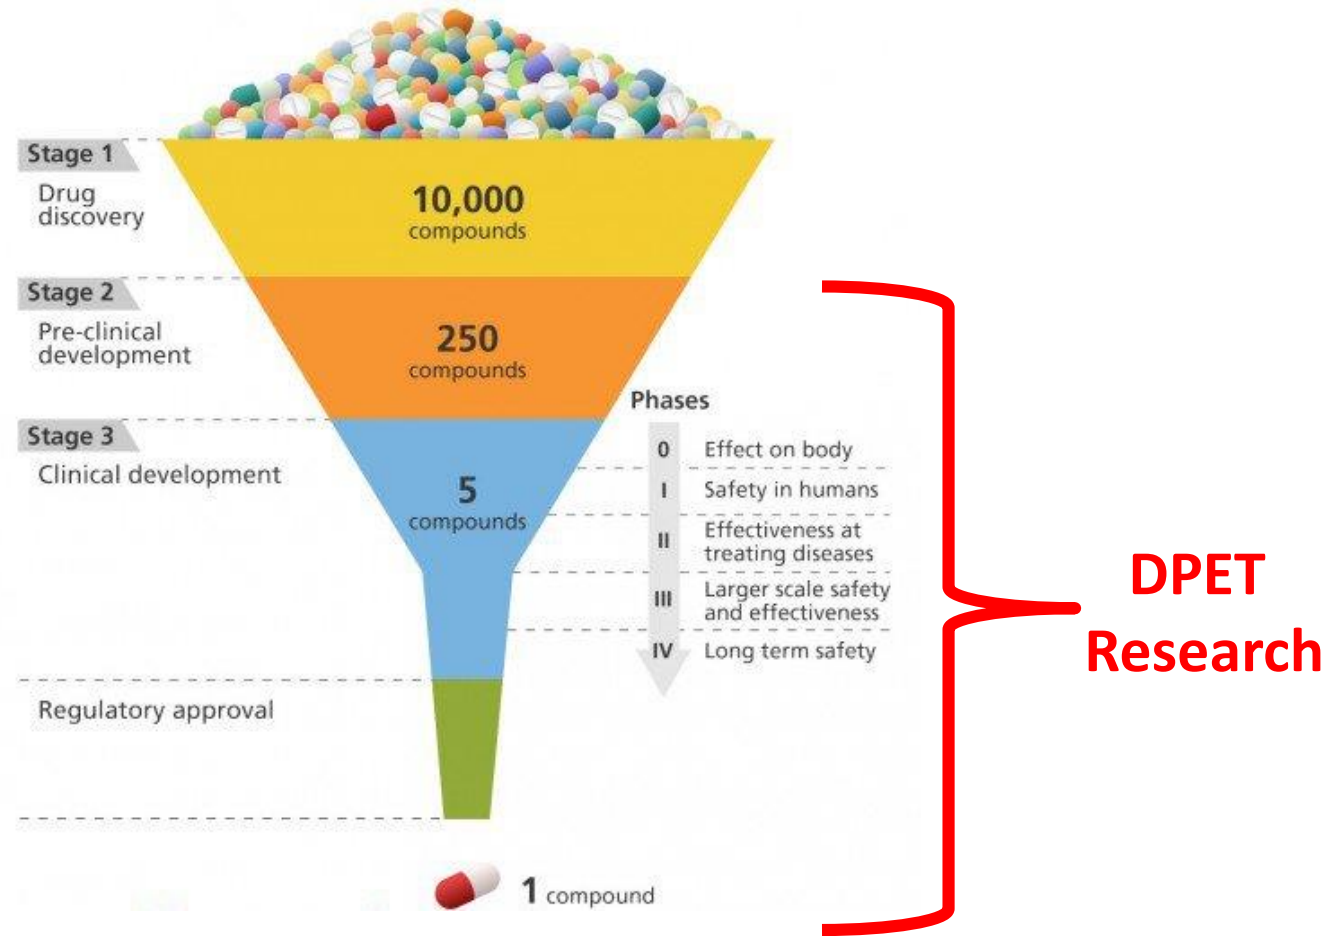 Stage 1
Drug
discovery
10,000
compounds
Stage 2
Pre-clinical
development
250
compounds
Stage 3
Clinical development
5
compounds
Phases
0 Effect on body
I Safety in humans
II Effectiveness at
treating diseases
III Larger scale safety
and effectiveness
IV Long term safety
Regulatory approval
1 compound
DPET
Research